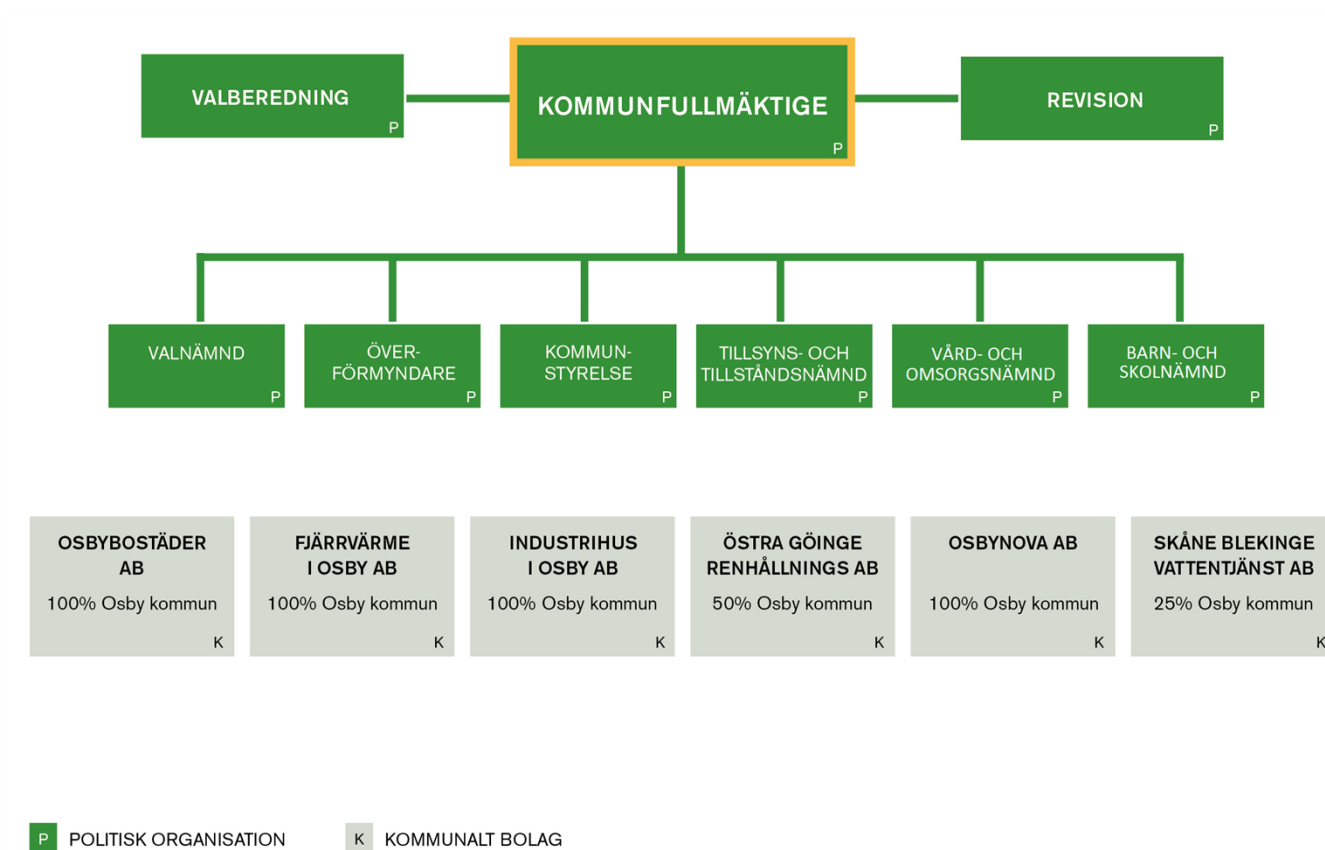 VALBEREDNING
P
KOMMUNFULLMÄKTIGE
P
REVISION
P
VALNÄMND
P
ÖVER-
FÖRMYNDARE
P
KOMMUN-
STYRELSE
P
TILLSYNS- OCH
TILLSTÅNDSNÄMND
P
VÅRD- OCH
OMSORGSNÄMND
P
BARN- OCH
SKOLNÄMND
P
OSBYBOSTÄDER
AB
100% Osby kommun
K
FJÄRRVÄRME
I OSBY AB
100% Osby kommun
K
INDUSTRIHUS
I OSBY AB
100% Osby kommun
K
ÖSTRA GÖINGE
RENHÅLLNINGS AB
50% Osby kommun
K
OSBYNOVA AB
100% Osby kommun
K
SKÅNE BLEKINGE
VATTENTJÄNST AB
25% Osby kommun
K
P POLITISK ORGANISATION
K KOMMUNALT BOLAG